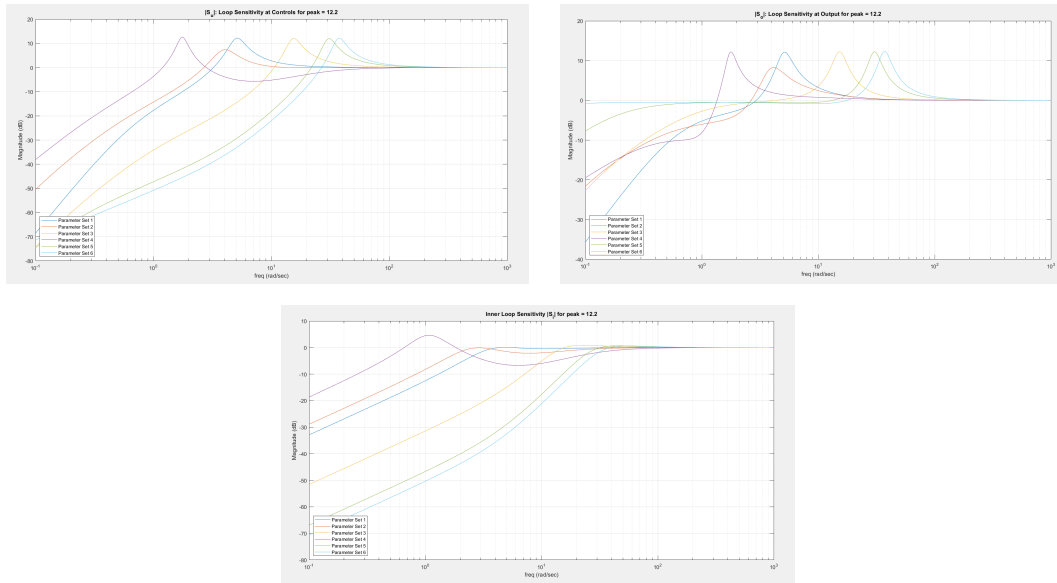 |S_u|: Loop Sensitivity at Controls for peak = 12.2
Magnitude (dB)
20
10
0
-10
-20
-30
-40
-50
-60
-70
-80
Parameter Set 1
Parameter Set 2
Parameter Set 3
Parameter Set 4
Parameter Set 5
Parameter Set 6
10^-1
10^0
10^1
10^2
10^3
freq (rad/sec)
|S_o|: Loop Sensitivity at Output for peak = 12.2
Magnitude (dB)
20
10
0
-10
-20
-30
-40
Parameter Set 1
Parameter Set 2
Parameter Set 3
Parameter Set 4
Parameter Set 5
Parameter Set 6
10^-1
10^0
10^1
10^2
10^3
freq (rad/sec)
Inner Loop Sensitivity |S_i| for peak = 12.2
Magnitude (dB)
10
0
-10
-20
-30
-40
-50
-60
-70
-80
Parameter Set 1
Parameter Set 2
Parameter Set 3
Parameter Set 4
Parameter Set 5
Parameter Set 6
10^-1
10^0
10^1
10^2
10^3
freq (rad/sec)